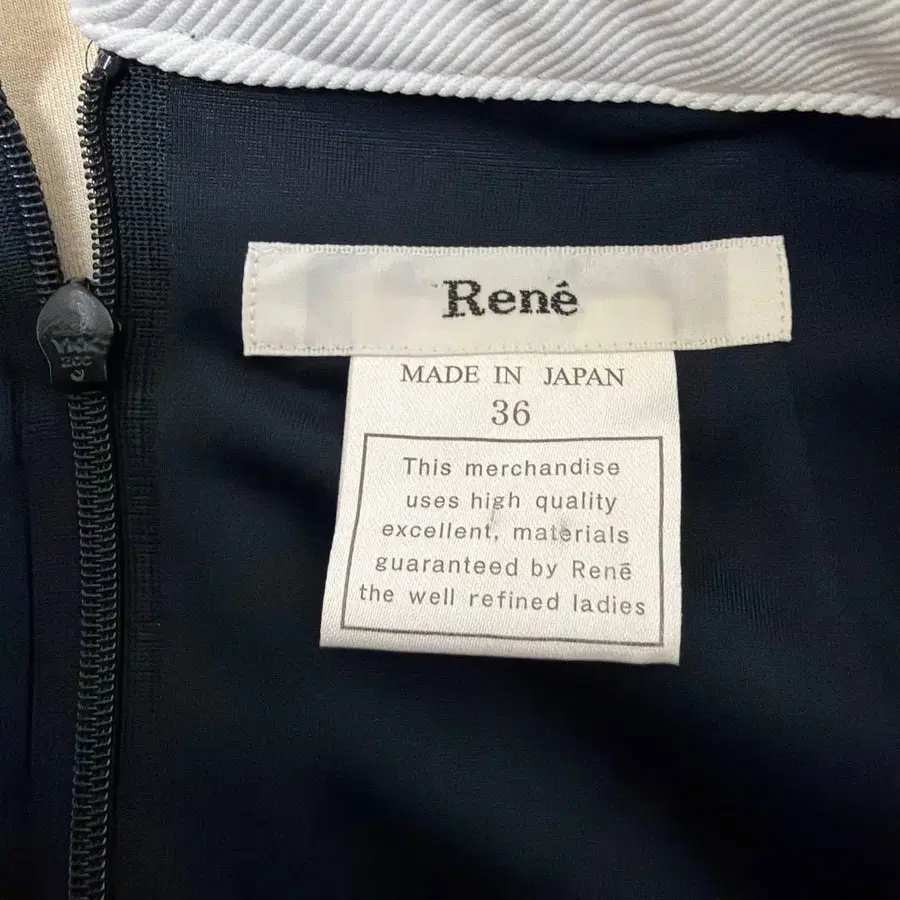 René
MADE IN JAPAN
36
This merchandise
uses high quality
excellent, materials
guaranteed by René
the well refined ladies